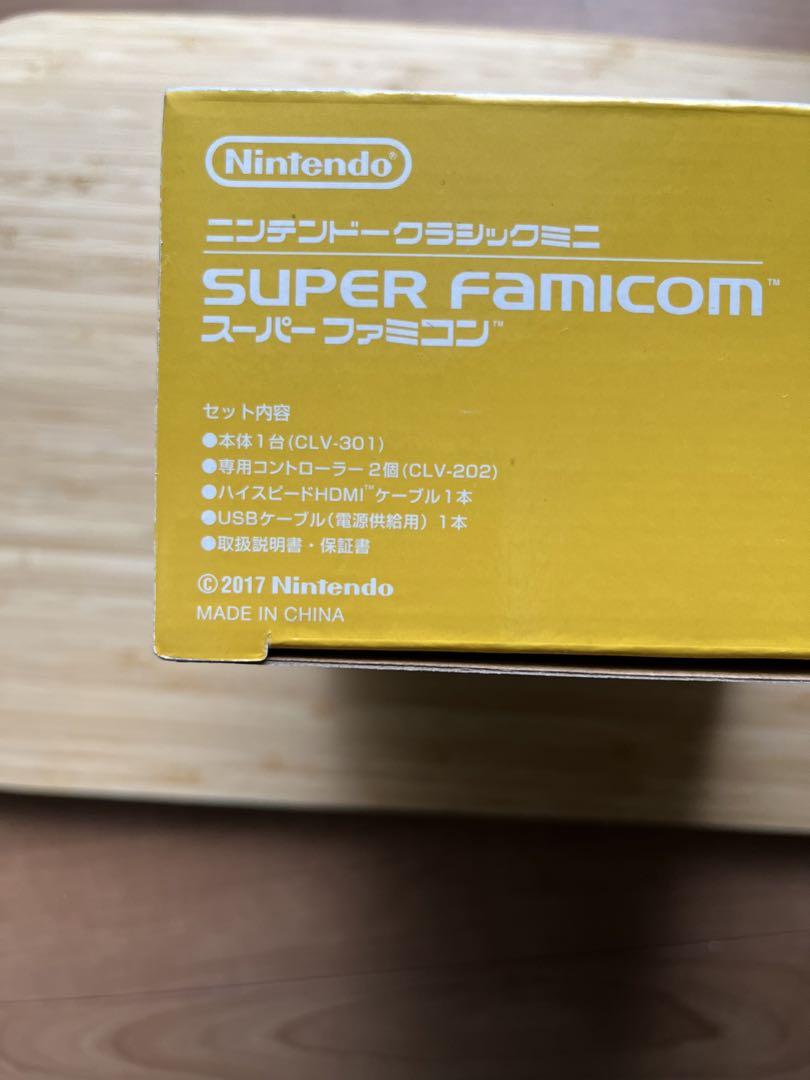 Nintendo®
ニンテンドークラシックミニ
SUPER FAMICOM™
スーパーファミコン™
セット内容
●本体1台(CLV-301)
●専用コントローラー 2個(CLV-202)
●ハイスピードHDMI™ケーブル1本
●USBケーブル(電源供給用) 1本
●取扱説明書・保証書
©2017 Nintendo
MADE IN CHINA